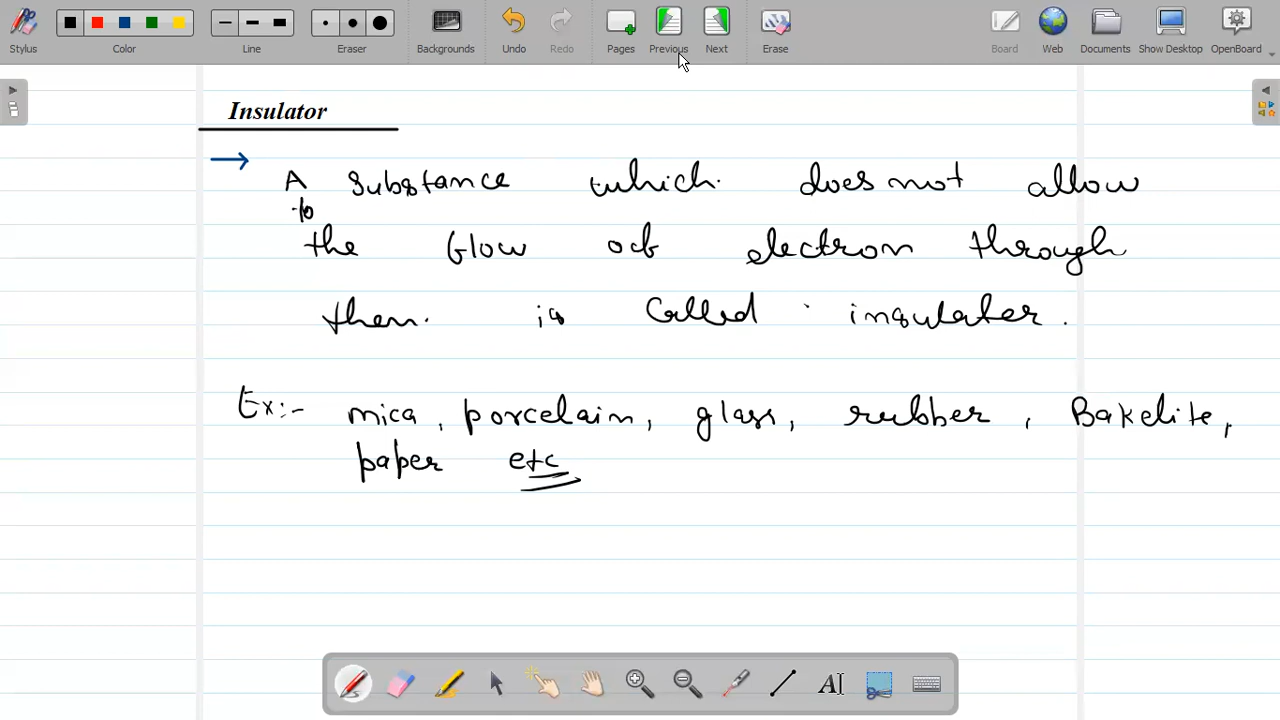 Stylus Color Line Eraser Backgrounds Undo Redo Pages Previous Next Erase Board Web Documents Show Desktop OpenBoard
Insulator
→ A substance which does not allow
to
the flow of electron through
them. is called insulator.
Ex:- mica, porcelain, glass, rubber, Bakelite,
paper etc